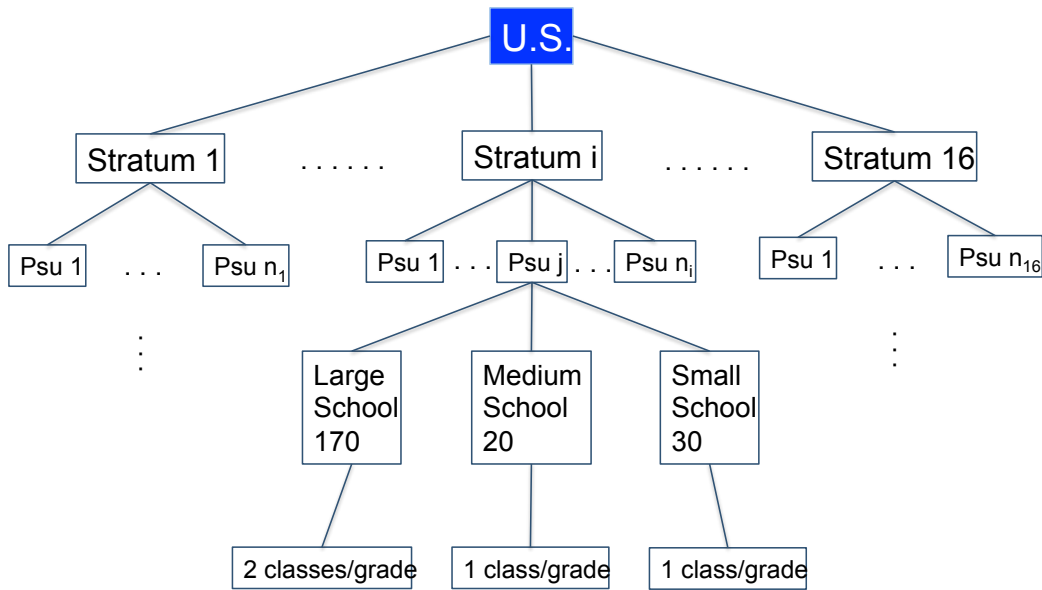 U.S.
Stratum 1
. . . . . .
Stratum i
. . . . . .
Stratum 16
Psu 1
. . .
Psu n₁
Psu 1
. . .
Psu j
. . .
Psu nᵢ
Psu 1
. . .
Psu n₁₆
Large
School
170
Medium
School
20
Small
School
30
2 classes/grade
1 class/grade
1 class/grade